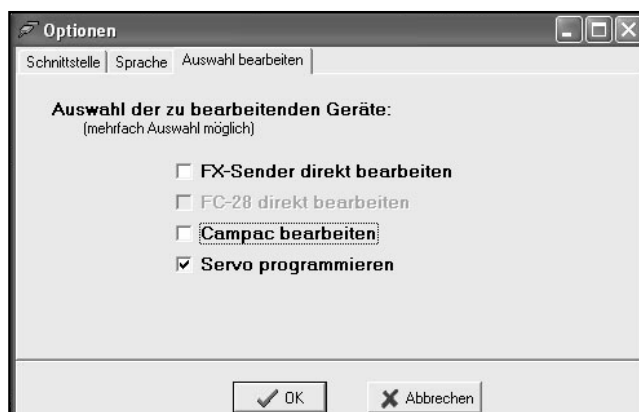 Optionen
Schnittstelle Sprache Auswahl bearbeiten
Auswahl der zu bearbeitenden Geräte:
(mehrfach Auswahl möglich)
FX-Sender direkt bearbeiten
FC-28 direkt bearbeiten
Campac bearbeiten
Servo programmieren
OK Abbrechen